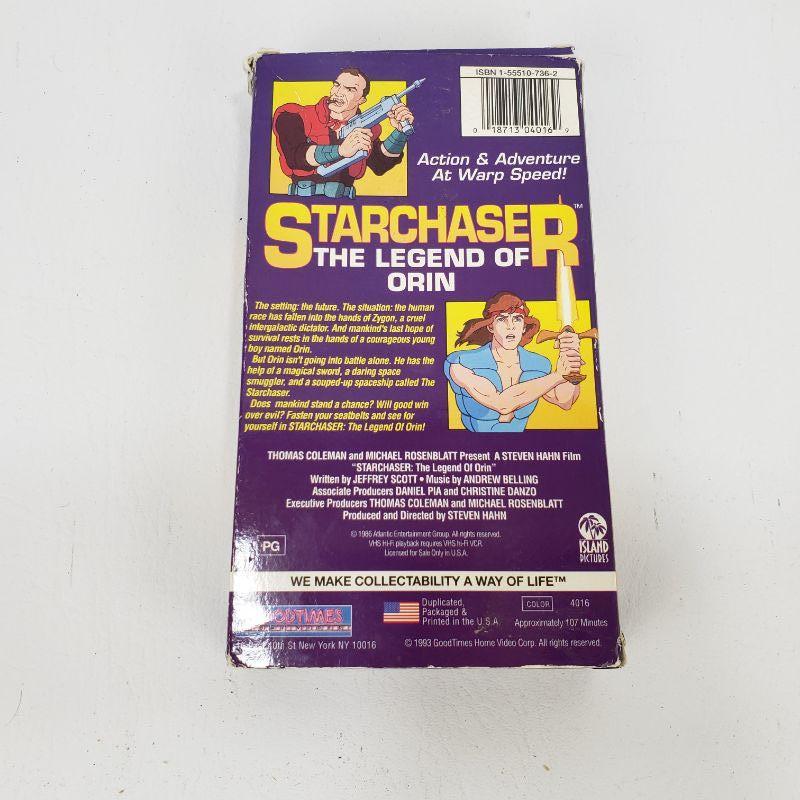 ISBN 1-55510-736-2
0 18713 04016 9
Action & Adventure
At Warp Speed!
STARCHASER™
THE LEGEND OF
ORIN
The setting: the future. The situation: the human
race has fallen into the hands of Zygon, a cruel
intergalactic dictator. And mankind's last hope of
survival rests in the hands of a courageous young
boy named Orin.
But Orin isn't going into battle alone. He has the
help of a magical sword, a daring space
smuggler, and a souped-up spaceship called The
Starchaser.
Does mankind stand a chance? Will good win
over evil? Fasten your seatbelts and see for
yourself in STARCHASER: The Legend Of Orin!
THOMAS COLEMAN and MICHAEL ROSENBLATT Present A STEVEN HAHN Film
"STARCHASER: The Legend Of Orin"
Written by JEFFREY SCOTT • Music by ANDREW BELLING
Associate Producers DANIEL PIA and CHRISTINE DANZO
Executive Producers THOMAS COLEMAN and MICHAEL ROSENBLATT
Produced and Directed by STEVEN HAHN
© 1986 Atlantic Entertainment Group. All rights reserved.
VHS Hi-Fi playback requires VHS hi-Fi VCR.
Licensed for Sale Only in U.S.A.
PG
ISLAND
PICTURES
WE MAKE COLLECTABILITY A WAY OF LIFE™
ODTIMES
Duplicated,
Packaged &
Printed in the U.S.A.
COLOR 4016
Approximately 107 Minutes
40th St New York NY 10016
© 1993 GoodTimes Home Video Corp. All rights reserved.